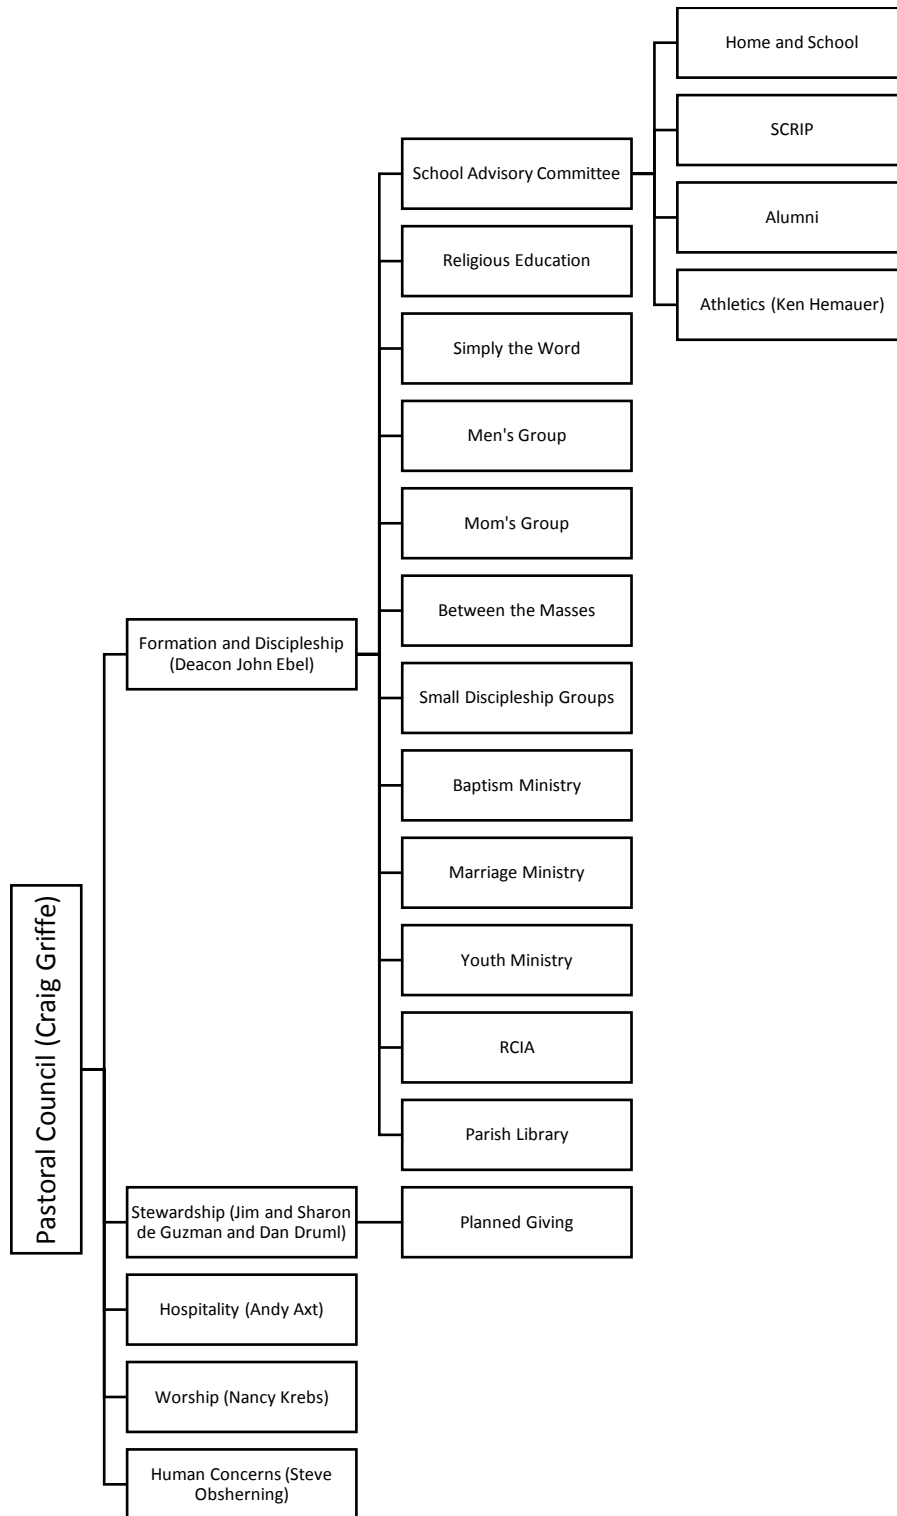 Pastoral Council (Craig Griffe)
Formation and Discipleship
(Deacon John Ebel)
School Advisory Committee
Home and School
SCRIP
Alumni
Athletics (Ken Hemauer)
Religious Education
Simply the Word
Men's Group
Mom's Group
Between the Masses
Small Discipleship Groups
Baptism Ministry
Marriage Ministry
Youth Ministry
RCIA
Parish Library
Stewardship (Jim and Sharon
de Guzman and Dan Druml)
Planned Giving
Hospitality (Andy Axt)
Worship (Nancy Krebs)
Human Concerns (Steve
Obsherning)